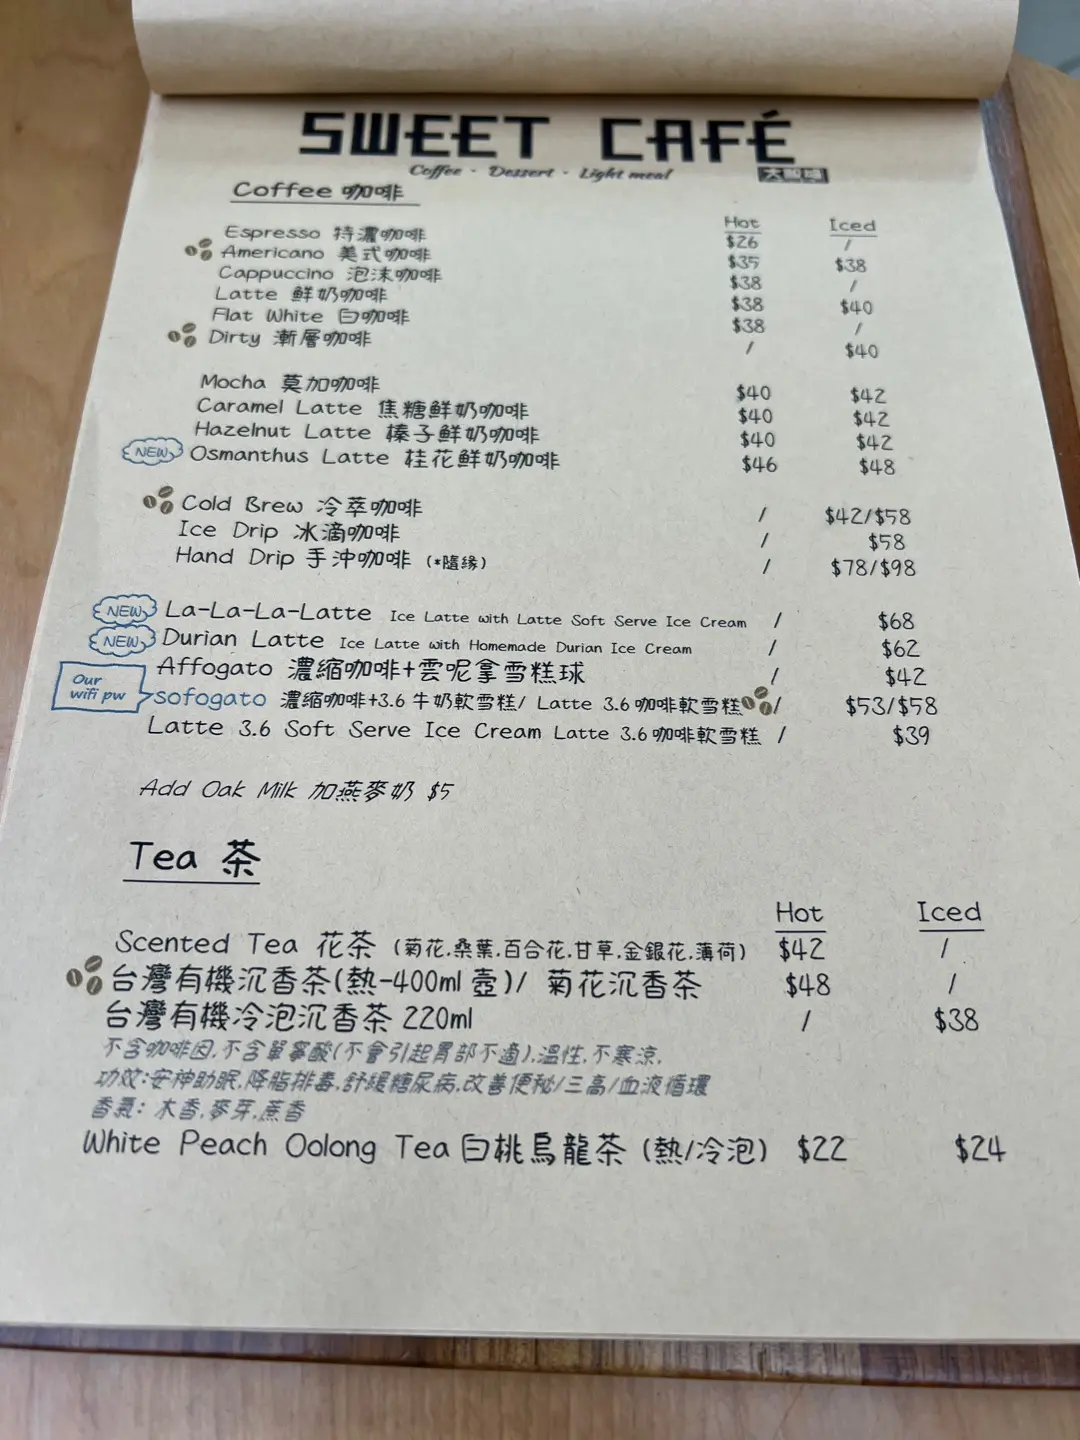 SWEET CAFÉ
Coffee · Dessert · Light meal
Coffee 咖啡
Hot Iced
Espresso 特濃咖啡 $26 /
Americano 美式咖啡 $35 $38
Cappuccino 泡沫咖啡 $38 /
Latte 鮮奶咖啡 $38 $40
Flat White 白咖啡 $38 /
Dirty 漸層咖啡 / $40
Mocha 莫加咖啡 $40 $42
Caramel Latte 焦糖鮮奶咖啡 $40 $42
Hazelnut Latte 榛子鮮奶咖啡 $40 $42
NEW Osmanthus Latte 桂花鮮奶咖啡 $46 $48
Cold Brew 冷萃咖啡 / $42/$58
Ice Drip 冰滴咖啡 / $58
Hand Drip 手沖咖啡 (*隨緣) / $78/$98
NEW La-La-La-Latte Ice Latte with Latte Soft Serve Ice Cream / $68
NEW Durian Latte Ice Latte with Homemade Durian Ice Cream / $62
Affogato 濃縮咖啡+雲呢拿雪糕球 / $42
Our wifi pw sofogato 濃縮咖啡+3.6 牛奶軟雪糕/ Latte 3.6 咖啡軟雪糕 / $53/$58
Latte 3.6 Soft Serve Ice Cream Latte 3.6 咖啡軟雪糕 / $39
Add Oak Milk 加燕麥奶 $5
Tea 茶
Hot Iced
Scented Tea 花茶 (菊花.桑葉.百合花.甘草.金銀花.薄荷) $42 /
台灣有機沉香茶(熱-400ml 壺)/ 菊花沉香茶 $48 /
台灣有機冷泡沉香茶 220ml / $38
不含咖啡因.不含單寧酸(不會引起胃部不適).溫性.不寒涼.
功效:安神助眠.降脂排毒.舒緩糖尿病.改善便秘/三高/血液循環
香氣: 木香.麥芽.蔗香
White Peach Oolong Tea 白桃烏龍茶 (熱/冷泡) $22 $24